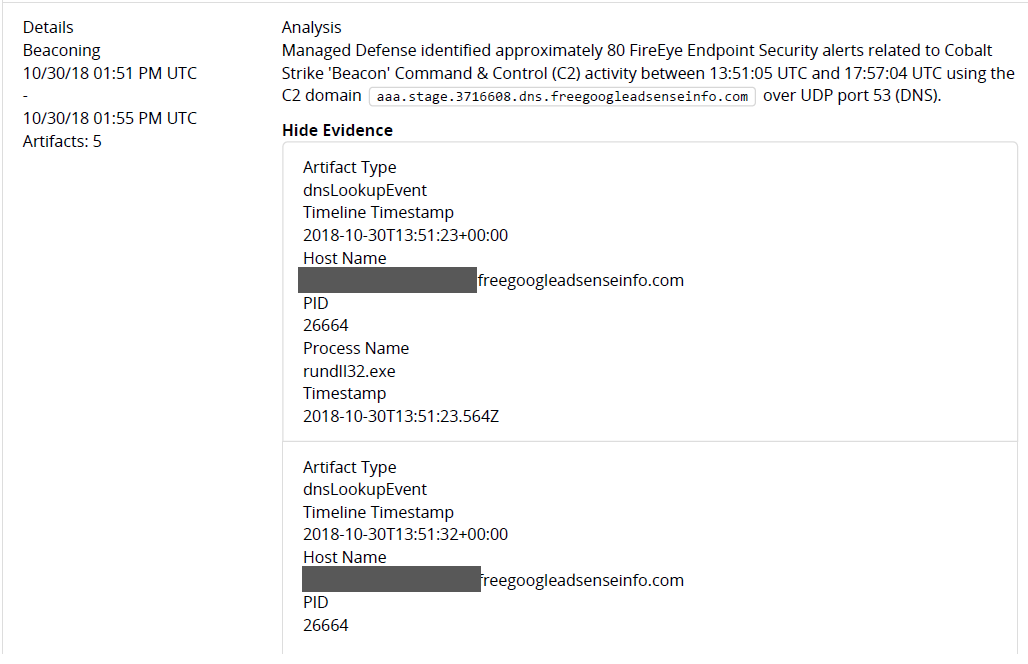 Details
Beaconing
10/30/18 01:51 PM UTC
-
10/30/18 01:55 PM UTC
Artifacts: 5
Analysis
Managed Defense identified approximately 80 FireEye Endpoint Security alerts related to Cobalt
Strike 'Beacon' Command & Control (C2) activity between 13:51:05 UTC and 17:57:04 UTC using the
C2 domain aaa.stage.3716608.dns.freegoogleadsenseinfo.com over UDP port 53 (DNS).
Hide Evidence
Artifact Type
dnsLookupEvent
Timeline Timestamp
2018-10-30T13:51:23+00:00
Host Name
freegoogleadsenseinfo.com
PID
26664
Process Name
rundll32.exe
Timestamp
2018-10-30T13:51:23.564Z
Artifact Type
dnsLookupEvent
Timeline Timestamp
2018-10-30T13:51:32+00:00
Host Name
freegoogleadsenseinfo.com
PID
26664